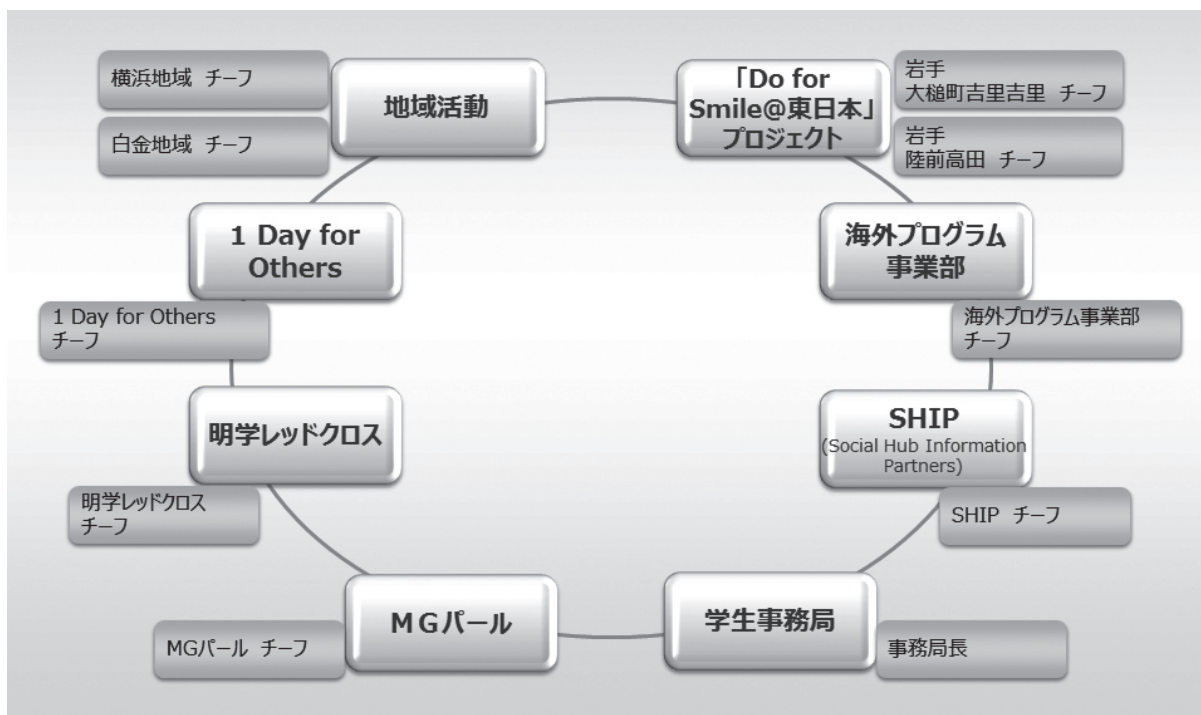 横浜地域 チーフ
白金地域 チーフ
地域活動
「Do for
Smile@東日本」
プロジェクト
岩手
大槌町吉里吉里 チーフ
岩手
陸前高田 チーフ
1 Day for
Others
1 Day for Others
チーフ
海外プログラム
事業部
海外プログラム事業部
チーフ
明学レッドクロス
明学レッドクロス
チーフ
SHIP
(Social Hub Information
Partners)
SHIP チーフ
MGパール
MGパール チーフ
学生事務局
事務局長